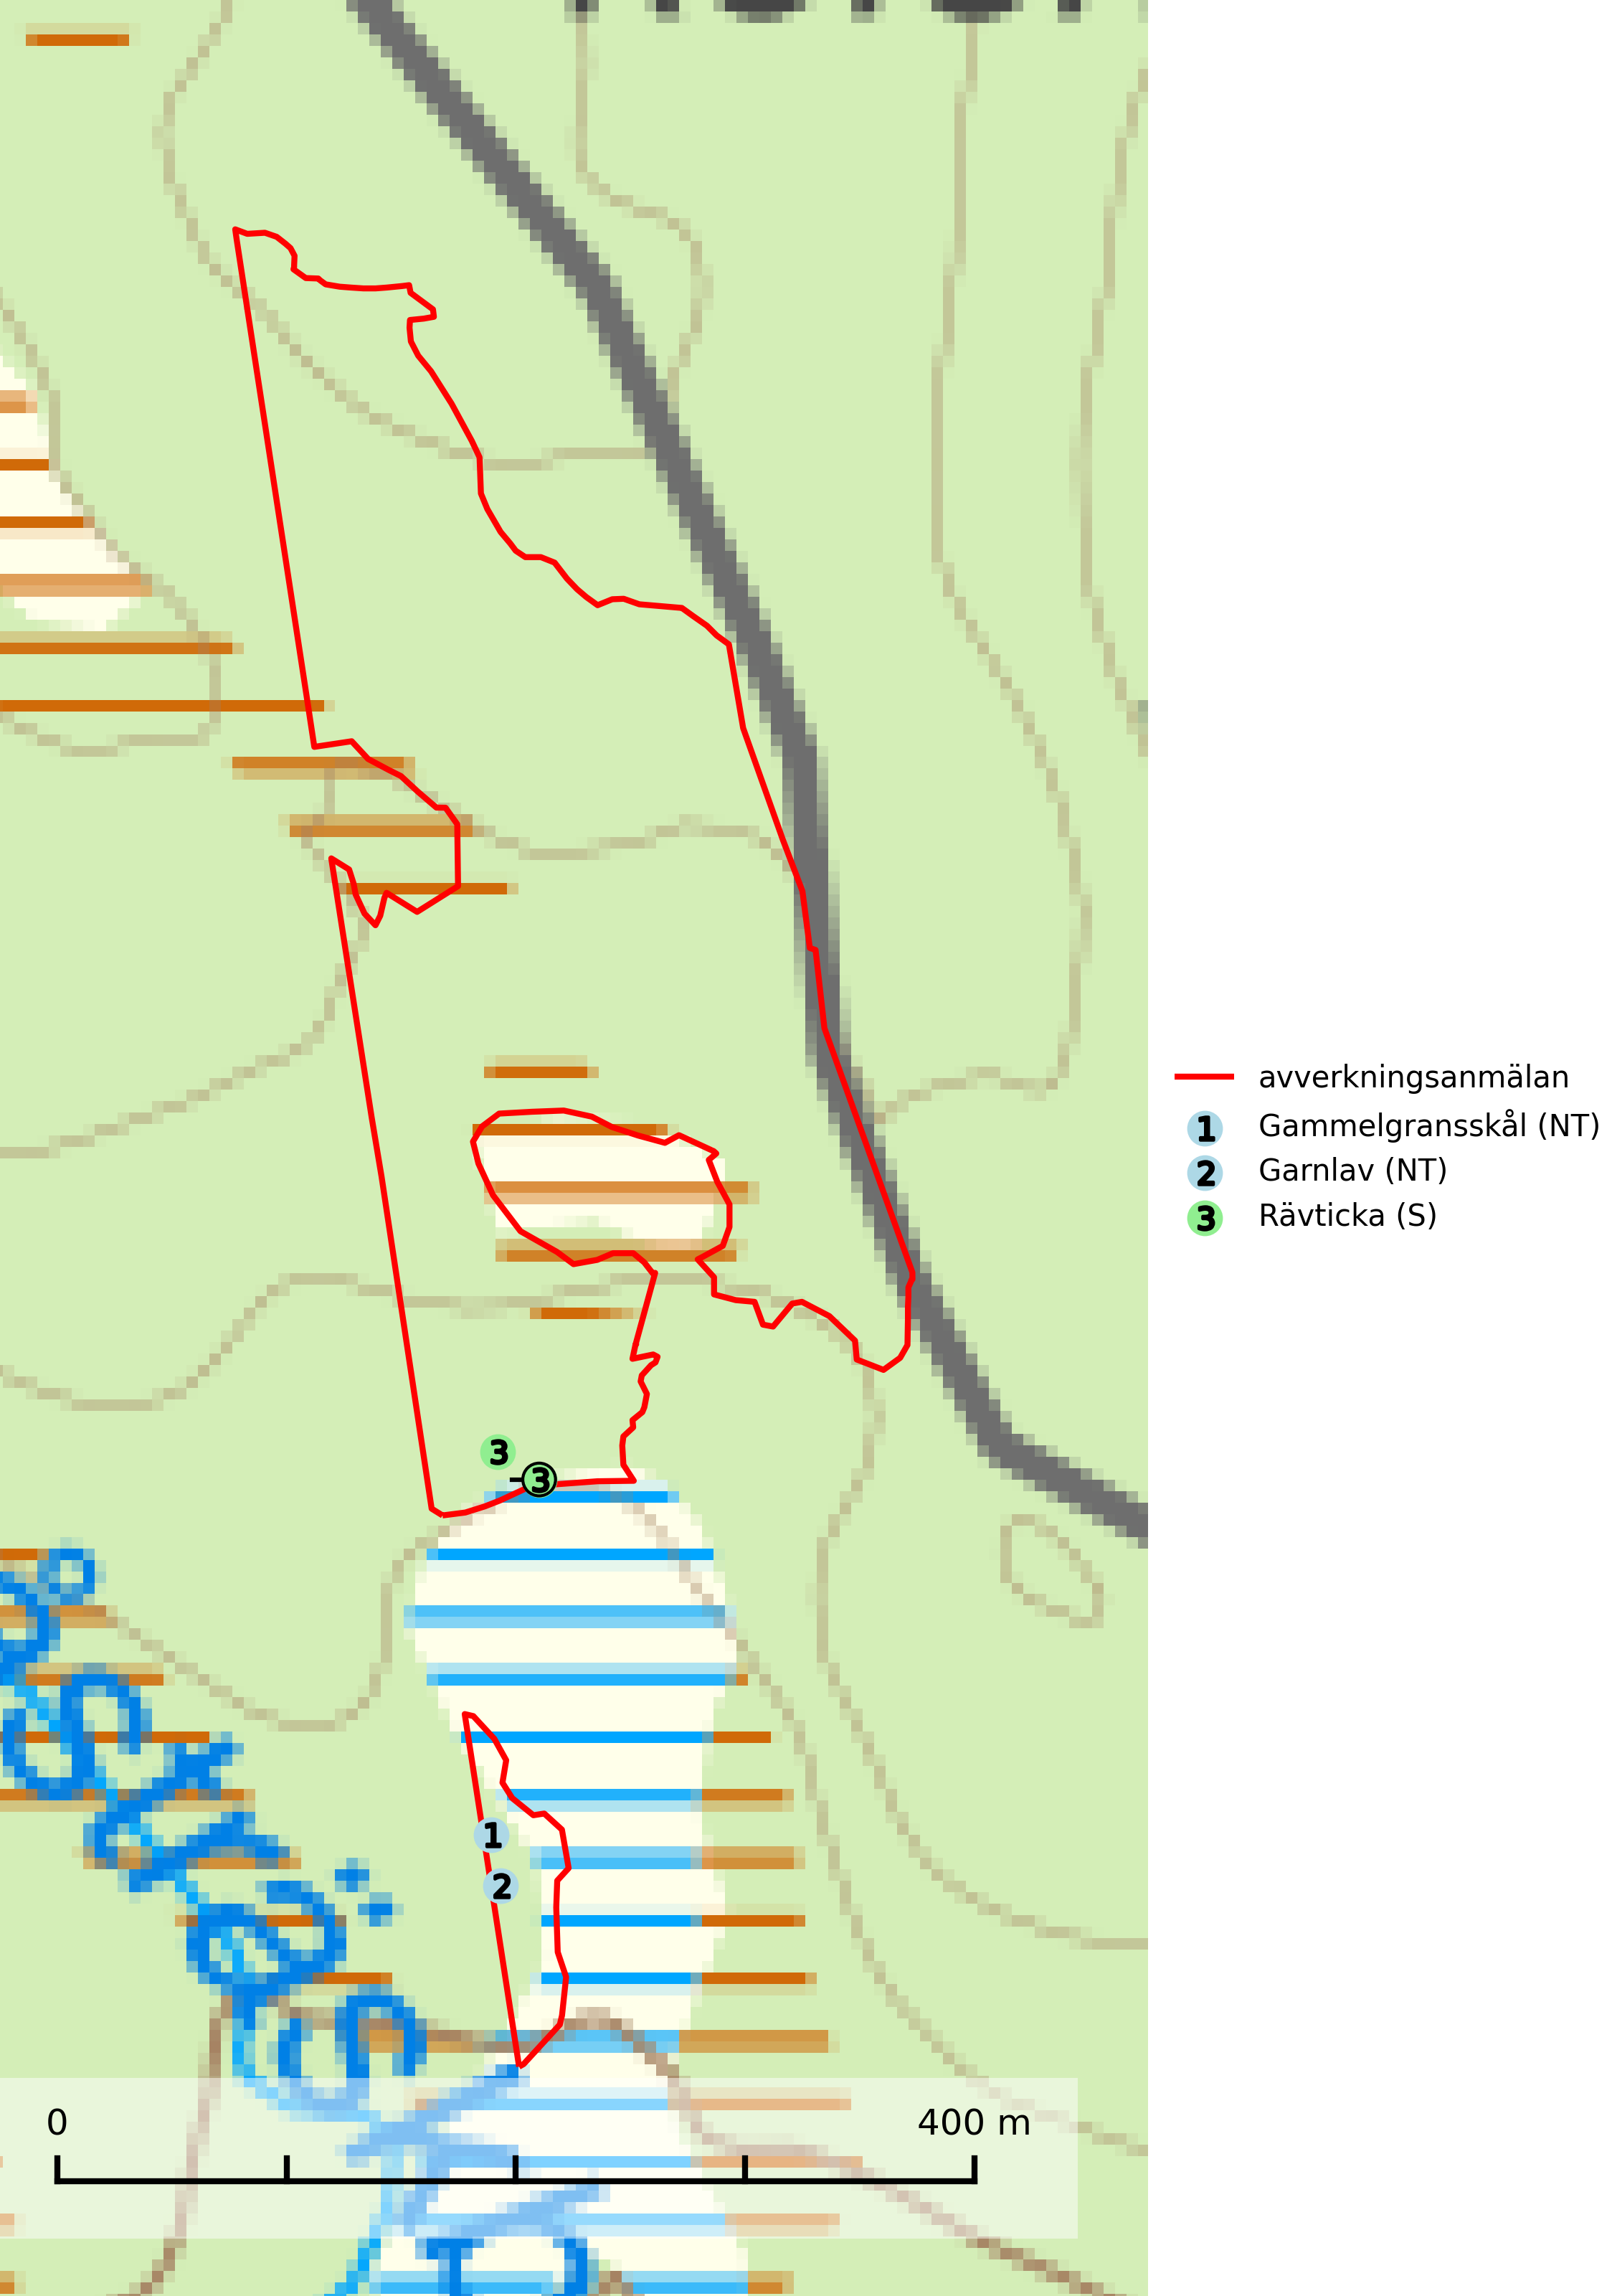 avverkningsanmälan
1 Gammelgransskål (NT)
2 Garnlav (NT)
3 Rävticka (S)
3
3
1
2
0 400 m